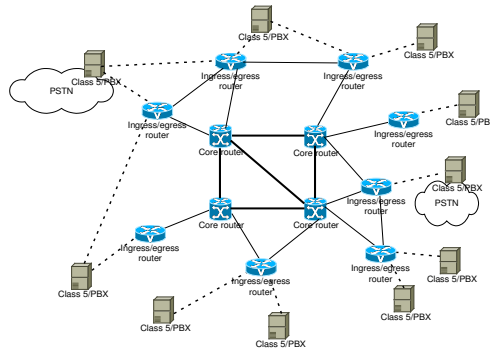 Class 5/PBX
Class 5/PBX
Class 5/PBX
Ingress/egress
router
Ingress/egress
router
PSTN
Class 5/PB
Ingress/egress
router
Ingress/egress
router
Core router
Core router
Class 5/PBX
Ingress/egress
router
PSTN
Core router
Core router
Ingress/egress
router
Ingress/egress
router
Class 5/PBX
Ingress/egress
router
Class 5/PBX
Class 5/PBX
Class 5/PBX
Class 5/PBX